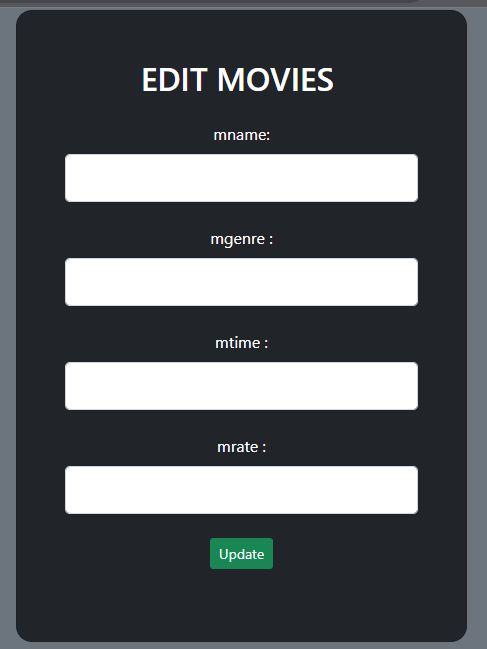 EDIT MOVIES
mname:
mgenre :
mtime :
mrate :
Update